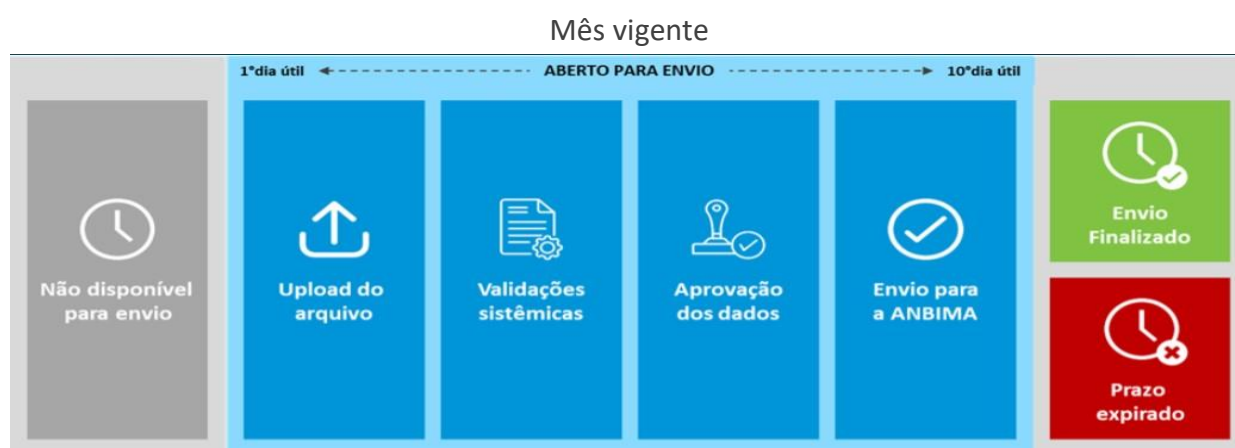 Mês vigente
1°dia útil ABERTO PARA ENVIO 10°dia útil
Não disponível
para envio
Upload do
arquivo
Validações
sistêmicas
Aprovação
dos dados
Envio para
a ANBIMA
Envio
Finalizado
Prazo
expirado